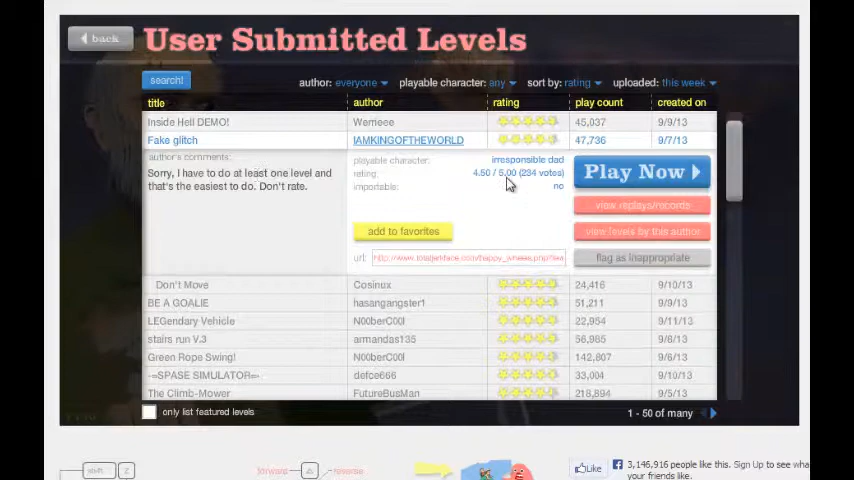 back
User Submitted Levels
search!
author: everyone
playable character: any
sort by: rating
uploaded: this week
title
author
rating
play count
created on
Inside Hell DEMO!
Werrieee
45,037
9/9/13
Fake glitch
IAMKINGOFTHEWORLD
47,736
9/7/13
author's comments:
Sorry, I have to do at least one level and
that's the easiest to do. Don't rate.
playable character:
irresponsible dad
rating:
4.50 / 5.00 (234 votes)
importable:
no
add to favorites
url:
Play Now
view replays/records
view levels by this author
flag as inappropriate
Don't Move
Cosinux
24,416
9/10/13
BE A GOALIE
hasangangster1
51,211
9/9/13
LEGendary Vehicle
N00berC00l
22,954
9/11/13
stairs run V.3
armandas135
56,985
9/6/13
Green Rope Swing!
N00berC00l
142,807
9/6/13
-=SPASE SIMULATOR=-
defce666
33,004
9/10/13
The Climb-Mower
FutureBusMan
218,894
9/5/13
only list featured levels
1 - 50 of many
shift
Z
forward
reverse
Like
3,146,916 people like this. Sign Up to see wha
your friends like.